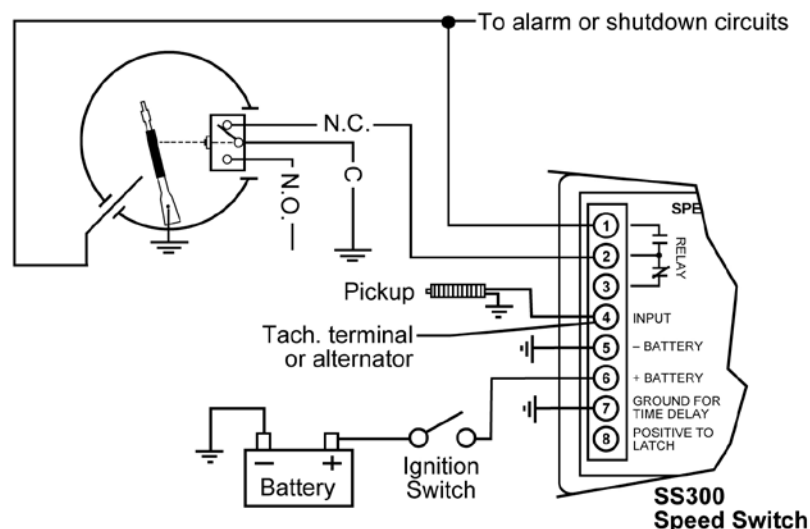 To alarm or shutdown circuits
N.C.
N.O.
C
SPE
1
2
3
RELAY
Pickup
4
INPUT
Tach. terminal
or alternator
5
– BATTERY
6
+ BATTERY
7
GROUND FOR
TIME DELAY
8
POSITIVE TO
LATCH
– +
Battery
Ignition
Switch
SS300
Speed Switch